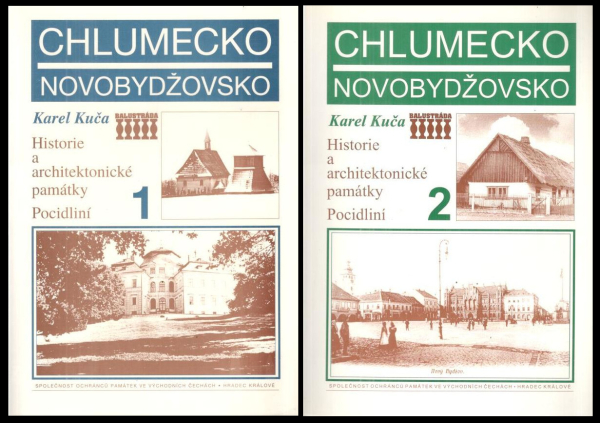 CHLUMECKO
NOVOBYDŽOVSKO
Karel Kuča
BALUSTRÁDA
Historie
a
architektonické
památky
Pocidliní
1
SPOLEČNOST OCHRÁNCŮ PAMÁTEK VE VÝCHODNÍCH ČECHÁCH • HRADEC KRÁLOVÉ
CHLUMECKO
NOVOBYDŽOVSKO
Karel Kuča
BALUSTRÁDA
Historie
a
architektonické
památky
Pocidliní
2
SPOLEČNOST OCHRÁNCŮ PAMÁTEK VE VÝCHODNÍCH ČECHÁCH • HRADEC KRÁLOVÉ